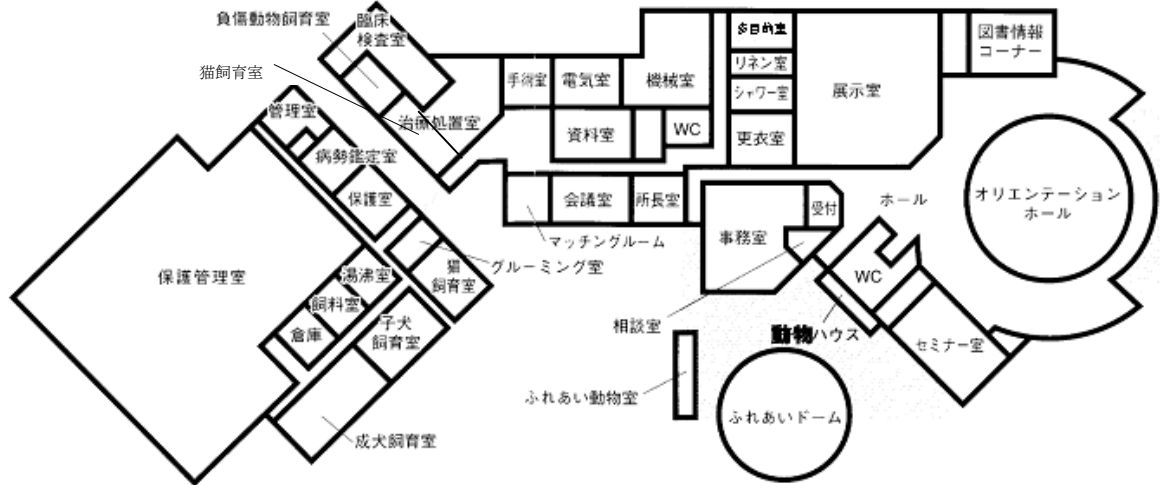 負傷動物飼育室
臨床
検査室
猫飼育室
管理室
治療処置室
病勢鑑定室
保護室
手術室
電気室
機械室
資料室
WC
多目的室
リネン室
シャワー室
更衣室
展示室
図書情報
コーナー
会議室
所長室
マッチングルーム
グルーミング室
猫
飼育室
事務室
受付
ホール
オリエンテーション
ホール
保護管理室
湯沸室
飼料室
倉庫
子犬
飼育室
成犬飼育室
相談室
WC
動物ハウス
セミナー室
ふれあい動物室
ふれあいドーム